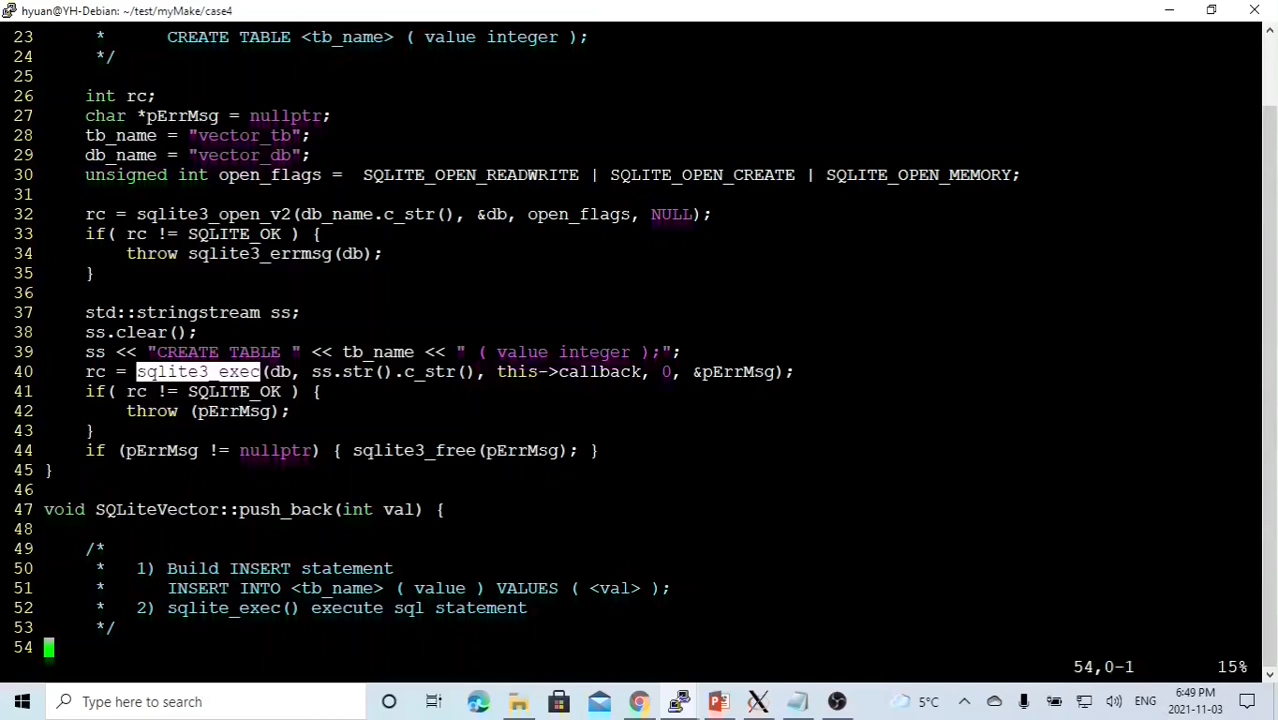 hyuan@YH-Debian: ~/test/myMake/case4
23      *      CREATE TABLE <tb_name> ( value integer );
24      */
25
26     int rc;
27     char *pErrMsg = nullptr;
28     tb_name = "vector_tb";
29     db_name = "vector_db";
30     unsigned int open_flags =  SQLITE_OPEN_READWRITE | SQLITE_OPEN_CREATE | SQLITE_OPEN_MEMORY;
31
32     rc = sqlite3_open_v2(db_name.c_str(), &db, open_flags, NULL);
33     if( rc != SQLITE_OK ) {
34         throw sqlite3_errmsg(db);
35     }
36
37     std::stringstream ss;
38     ss.clear();
39     ss << "CREATE TABLE " << tb_name << " ( value integer );";
40     rc = sqlite3_exec(db, ss.str().c_str(), this->callback, 0, &pErrMsg);
41     if( rc != SQLITE_OK ) {
42         throw (pErrMsg);
43     }
44     if (pErrMsg != nullptr) { sqlite3_free(pErrMsg); }
45 }
46
47 void SQLiteVector::push_back(int val) {
48
49     /*
50      *   1) Build INSERT statement
51      *      INSERT INTO <tb_name> ( value ) VALUES ( <val> );
52      *   2) sqlite_exec() execute sql statement
53      */
54
54,0-1 15%
Type here to search
5°C
ENG
6:49 PM
2021-11-03